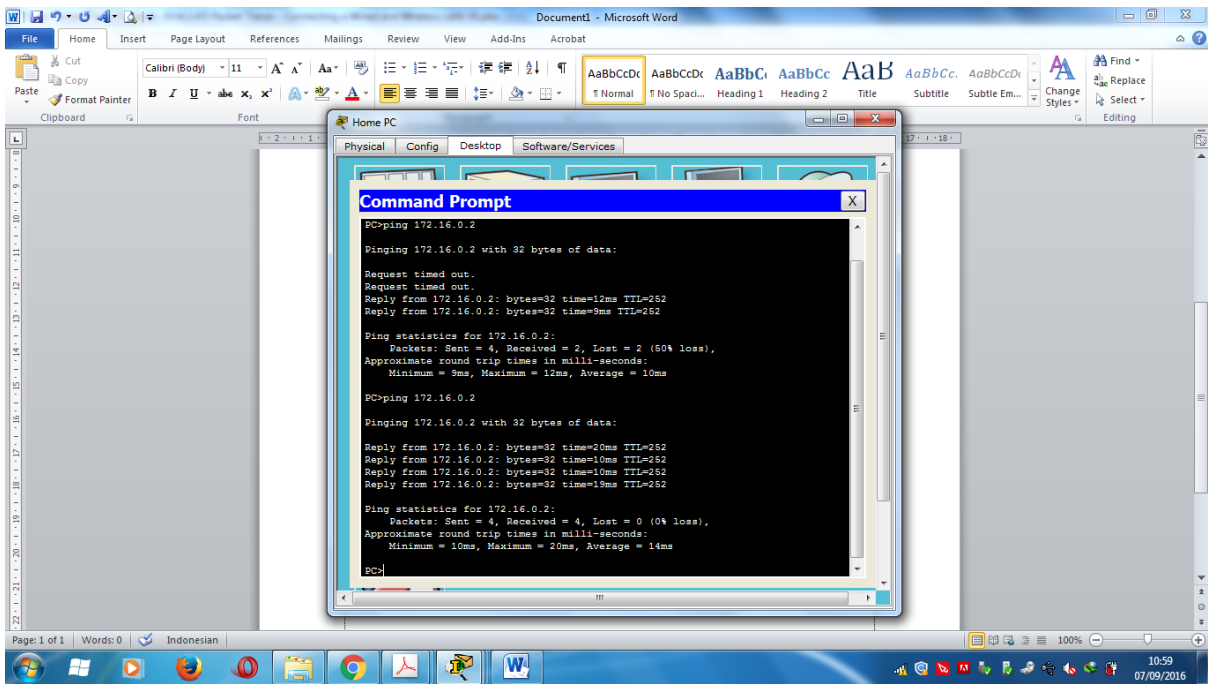 Document1 - Microsoft Word
File Home Insert Page Layout References Mailings Review View Add-Ins Acrobat
Paste
Cut
Copy
Format Painter
Clipboard
Calibri (Body) 11
Font
AaBbCcDc AaBbCcDc AaBbC AaBbCc AaB AaBbCc. AaBbCcDc
¶ Normal ¶ No Spaci... Heading 1 Heading 2 Title Subtitle Subtle Em...
Change Styles
Find
Replace
Select
Editing
Home PC
Physical Config Desktop Software/Services
Command Prompt X
PC>ping 172.16.0.2
Pinging 172.16.0.2 with 32 bytes of data:
Request timed out.
Request timed out.
Reply from 172.16.0.2: bytes=32 time=12ms TTL=252
Reply from 172.16.0.2: bytes=32 time=9ms TTL=252
Ping statistics for 172.16.0.2:
Packets: Sent = 4, Received = 2, Lost = 2 (50% loss),
Approximate round trip times in milli-seconds:
Minimum = 9ms, Maximum = 12ms, Average = 10ms
PC>ping 172.16.0.2
Pinging 172.16.0.2 with 32 bytes of data:
Reply from 172.16.0.2: bytes=32 time=20ms TTL=252
Reply from 172.16.0.2: bytes=32 time=10ms TTL=252
Reply from 172.16.0.2: bytes=32 time=10ms TTL=252
Reply from 172.16.0.2: bytes=32 time=19ms TTL=252
Ping statistics for 172.16.0.2:
Packets: Sent = 4, Received = 4, Lost = 0 (0% loss),
Approximate round trip times in milli-seconds:
Minimum = 10ms, Maximum = 20ms, Average = 14ms
PC>
Page: 1 of 1 Words: 0 Indonesian 100%
10:59
07/09/2016